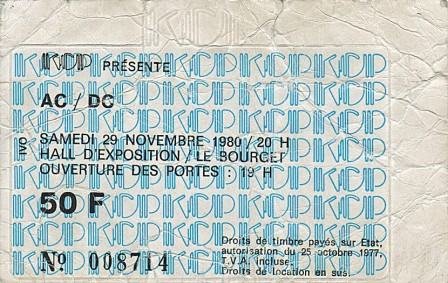 KCP PRÉSENTE
AC / DC
SAMEDI 29 NOVEMBRE 1980 / 20 H
HALL D'EXPOSITION / LE BOURGET
OUVERTURE DES PORTES : 19 H
50 F
Droits de timbre payés sur Etat,
autorisation du 25 octobre 1977,
T.V.A. incluse.
Droits de location en sus.
Nº 008714